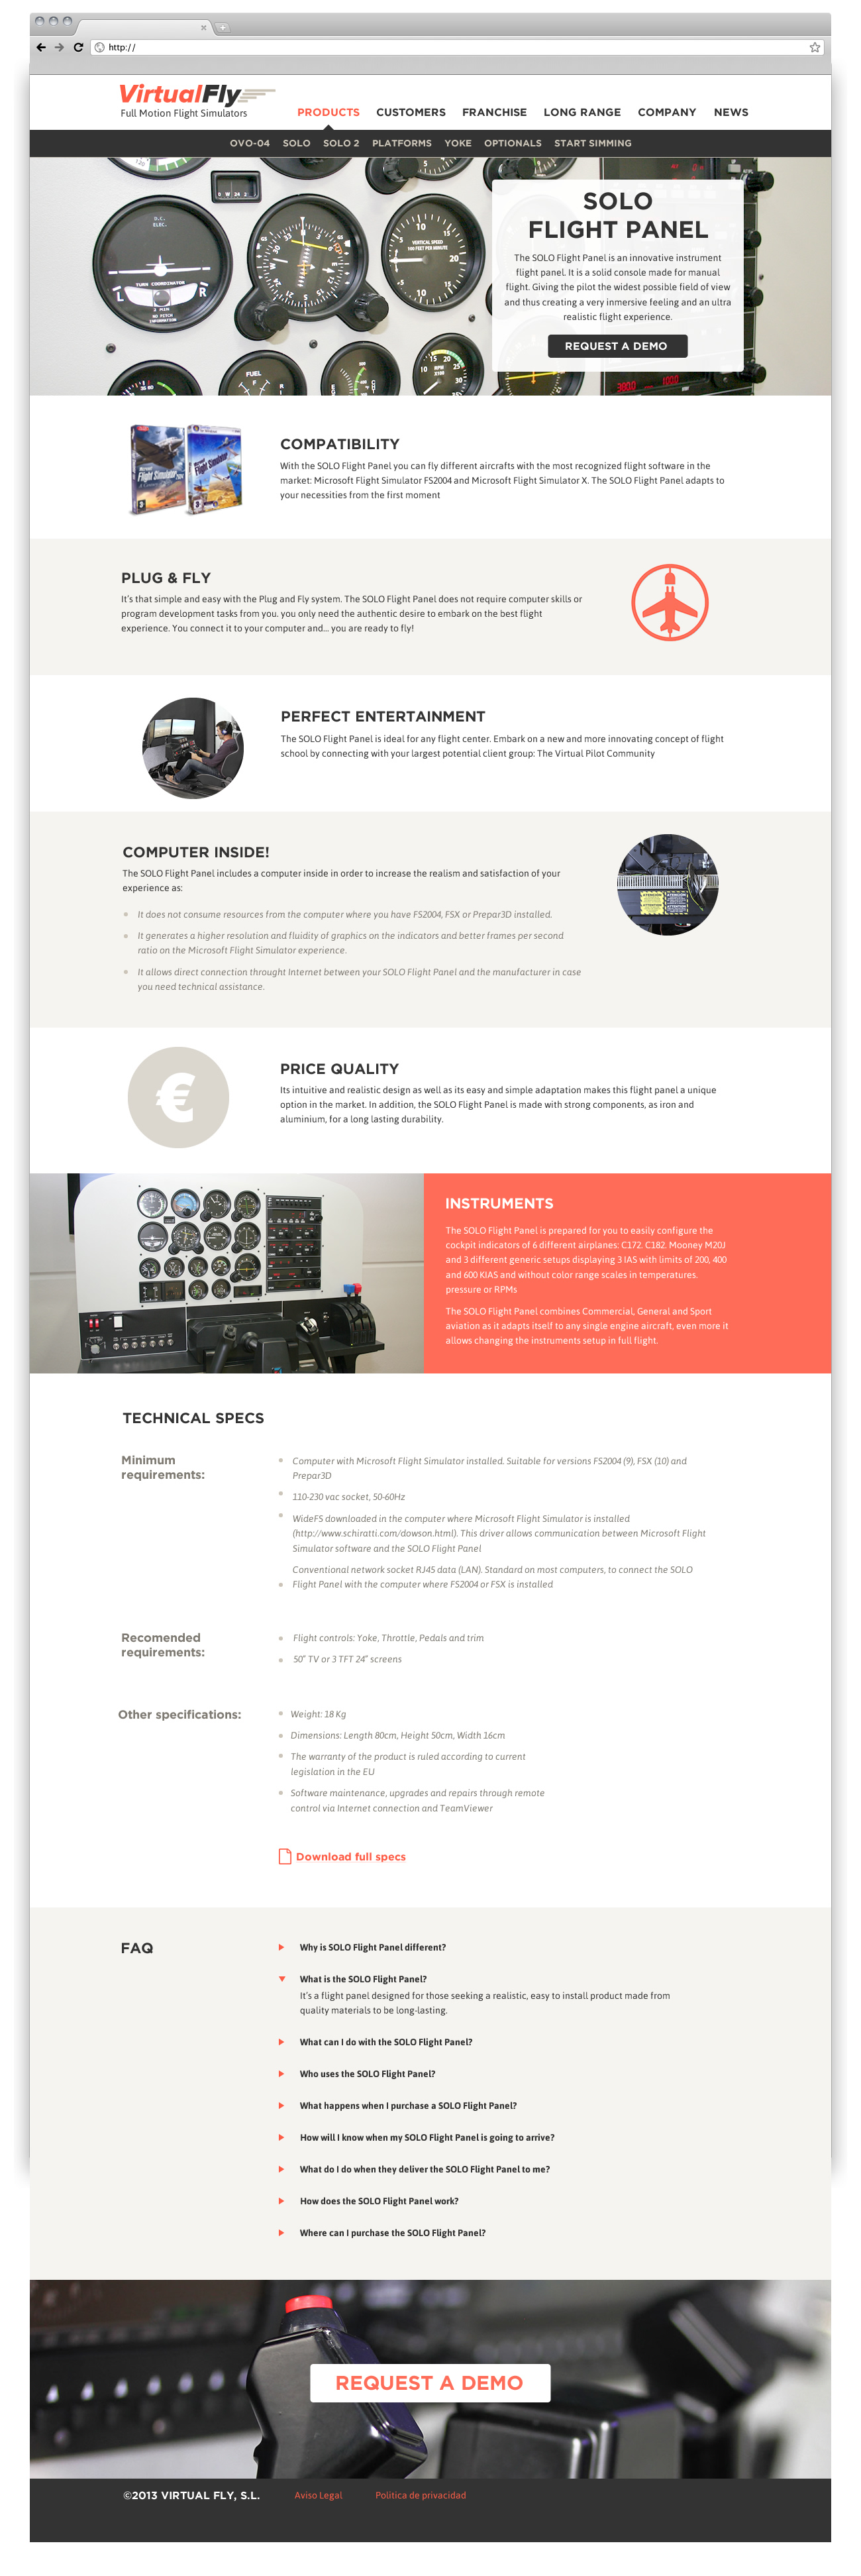 http://
VirtualFly
Full Motion Flight Simulators
PRODUCTS CUSTOMERS FRANCHISE LONG RANGE COMPANY NEWS
OVO-04 SOLO SOLO 2 PLATFORMS YOKE OPTIONALS START SIMMING
SOLO
FLIGHT PANEL
The SOLO Flight Panel is an innovative instrument
flight panel. It is a solid console made for manual
flight. Giving the pilot the widest possible field of view
and thus creating a very immersive feeling and an ultra
realistic flight experience.
REQUEST A DEMO
D.C.
ELEC.
TURN COORDINATOR
L R
2 MIN
NO PITCH
INFORMATION
VERTICAL SPEED
100 FEET PER MINUTE
FUEL
RPM
X100
Flight Simulator
Flight Simulator
COMPATIBILITY
With the SOLO Flight Panel you can fly different aircrafts with the most recognized flight software in the
market: Microsoft Flight Simulator FS2004 and Microsoft Flight Simulator X. The SOLO Flight Panel adapts to
your necessities from the first moment
PLUG & FLY
It's that simple and easy with the Plug and Fly system. The SOLO Flight Panel does not require computer skills or
program development tasks from you. you only need the authentic desire to embark on the best flight
experience. You connect it to your computer and... you are ready to fly!
PERFECT ENTERTAINMENT
The SOLO Flight Panel is ideal for any flight center. Embark on a new and more innovating concept of flight
school by connecting with your largest potential client group: The Virtual Pilot Community
COMPUTER INSIDE!
The SOLO Flight Panel includes a computer inside in order to increase the realism and satisfaction of your
experience as:
It does not consume resources from the computer where you have FS2004, FSX or Prepar3D installed.
It generates a higher resolution and fluidity of graphics on the indicators and better frames per second
ratio on the Microsoft Flight Simulator experience.
It allows direct connection throught Internet between your SOLO Flight Panel and the manufacturer in case
you need technical assistance.
€
PRICE QUALITY
Its intuitive and realistic design as well as its easy and simple adaptation makes this flight panel a unique
option in the market. In addition, the SOLO Flight Panel is made with strong components, as iron and
aluminium, for a long lasting durability.
INSTRUMENTS
The SOLO Flight Panel is prepared for you to easily configure the
cockpit indicators of 6 different airplanes: C172. C182. Mooney M20J
and 3 different generic setups displaying 3 IAS with limits of 200, 400
and 600 KIAS and without color range scales in temperatures.
pressure or RPMs
The SOLO Flight Panel combines Commercial, General and Sport
aviation as it adapts itself to any single engine aircraft, even more it
allows changing the instruments setup in full flight.
TECHNICAL SPECS
Minimum
requirements:
Computer with Microsoft Flight Simulator installed. Suitable for versions FS2004 (9), FSX (10) and
Prepar3D
110-230 vac socket, 50-60Hz
WideFS downloaded in the computer where Microsoft Flight Simulator is installed
(http://www.schiratti.com/dowson.html). This driver allows communication between Microsoft Flight
Simulator software and the SOLO Flight Panel
Conventional network socket RJ45 data (LAN). Standard on most computers, to connect the SOLO
Flight Panel with the computer where FS2004 or FSX is installed
Recomended
requirements:
Flight controls: Yoke, Throttle, Pedals and trim
50" TV or 3 TFT 24" screens
Other specifications:
Weight: 18 Kg
Dimensions: Length 80cm, Height 50cm, Width 16cm
The warranty of the product is ruled according to current
legislation in the EU
Software maintenance, upgrades and repairs through remote
control via Internet connection and TeamViewer
Download full specs
FAQ
Why is SOLO Flight Panel different?
What is the SOLO Flight Panel?
It's a flight panel designed for those seeking a realistic, easy to install product made from
quality materials to be long-lasting.
What can I do with the SOLO Flight Panel?
Who uses the SOLO Flight Panel?
What happens when I purchase a SOLO Flight Panel?
How will I know when my SOLO Flight Panel is going to arrive?
What do I do when they deliver the SOLO Flight Panel to me?
How does the SOLO Flight Panel work?
Where can I purchase the SOLO Flight Panel?
REQUEST A DEMO
©2013 VIRTUAL FLY, S.L. Aviso Legal Politica de privacidad